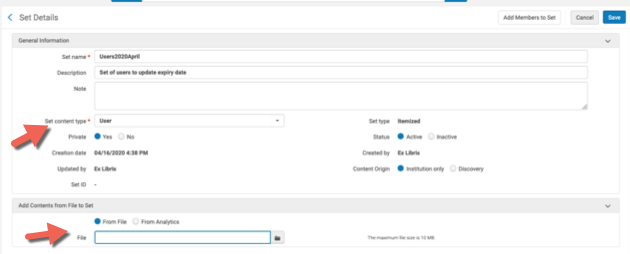 Set Details
Add Members to Set Cancel Save
General Information
Set name * Users2020April
Description Set of users to update expiry date
Note
Set content type * User Set type Itemized
Private Yes No Status Active Inactive
Creation date 04/16/2020 4:38 PM Created by Ex Libris
Updated by Ex Libris Content Origin Institution only Discovery
Set ID -
Add Contents from File to Set
From File From Analytics
File The maximum file size is 10 MB.